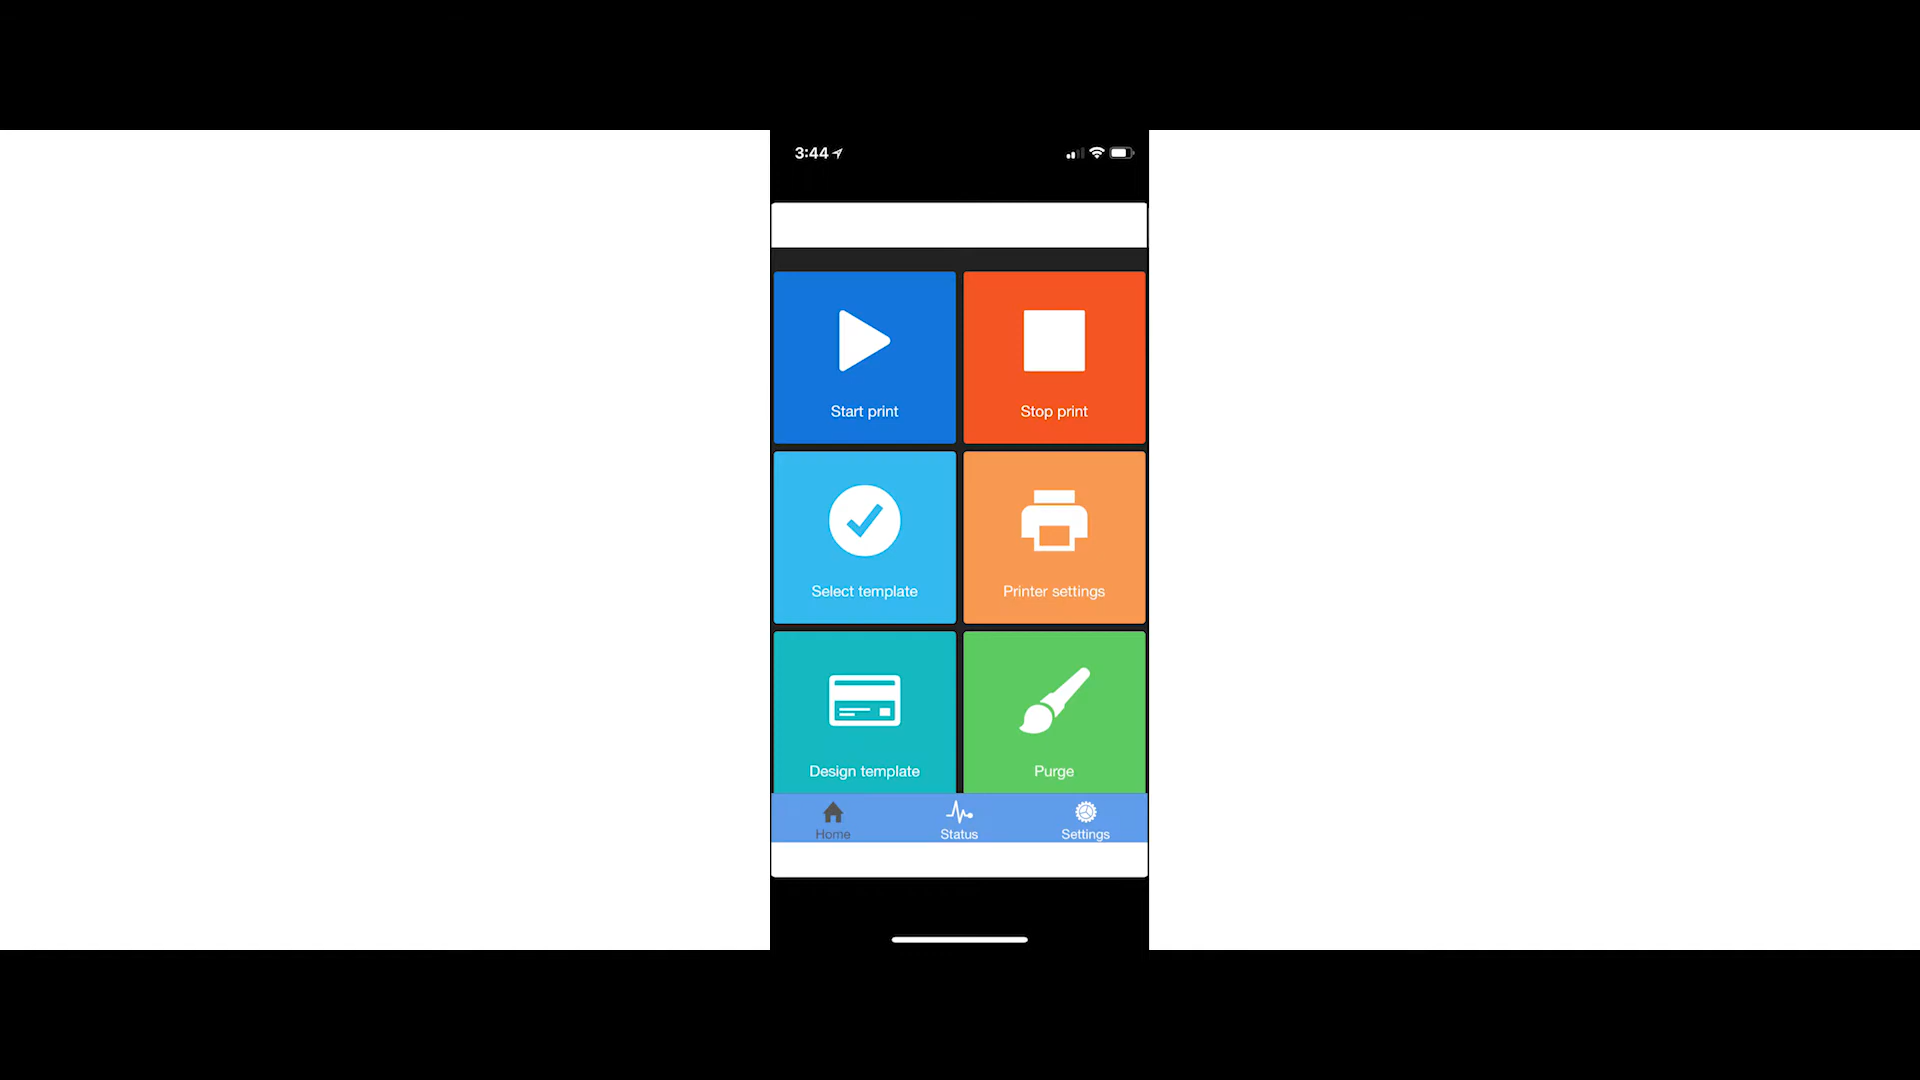 3:44
Start print
Stop print
Select template
Printer settings
Design template
Purge
Home
Status
Settings